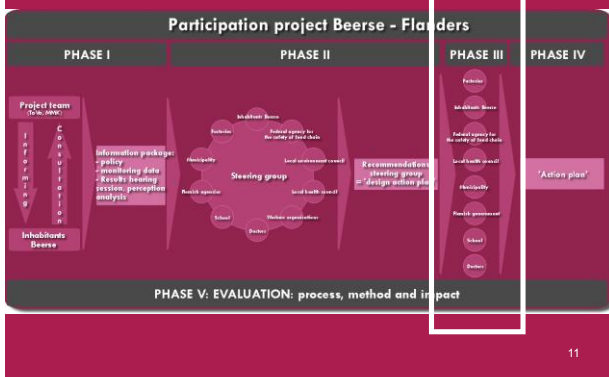 Participation project Beerse - Flanders
PHASE I
PHASE II
PHASE III
PHASE IV
Project team
(ToVo, MMK)
Informing
Consultation
Inhabitants
Beerse
Information package:
- policy
- monitoring data
- Results hearing
session, perception
analysis
Steering group
Inhabitants Beerse
Federal agency for
the safety of food chain
Local environment council
Local health council
Workers organisations
Doctors
School
Flemish agencies
Municipality
Factories
Recommendations
steering group
= 'design action plan'
Factories
Inhabitants Beerse
Federal agency for
the safety of food chain
Local health council
Municipality
Flemish government
School
Doctors
'Action plan'
PHASE V: EVALUATION: process, method and impact
11